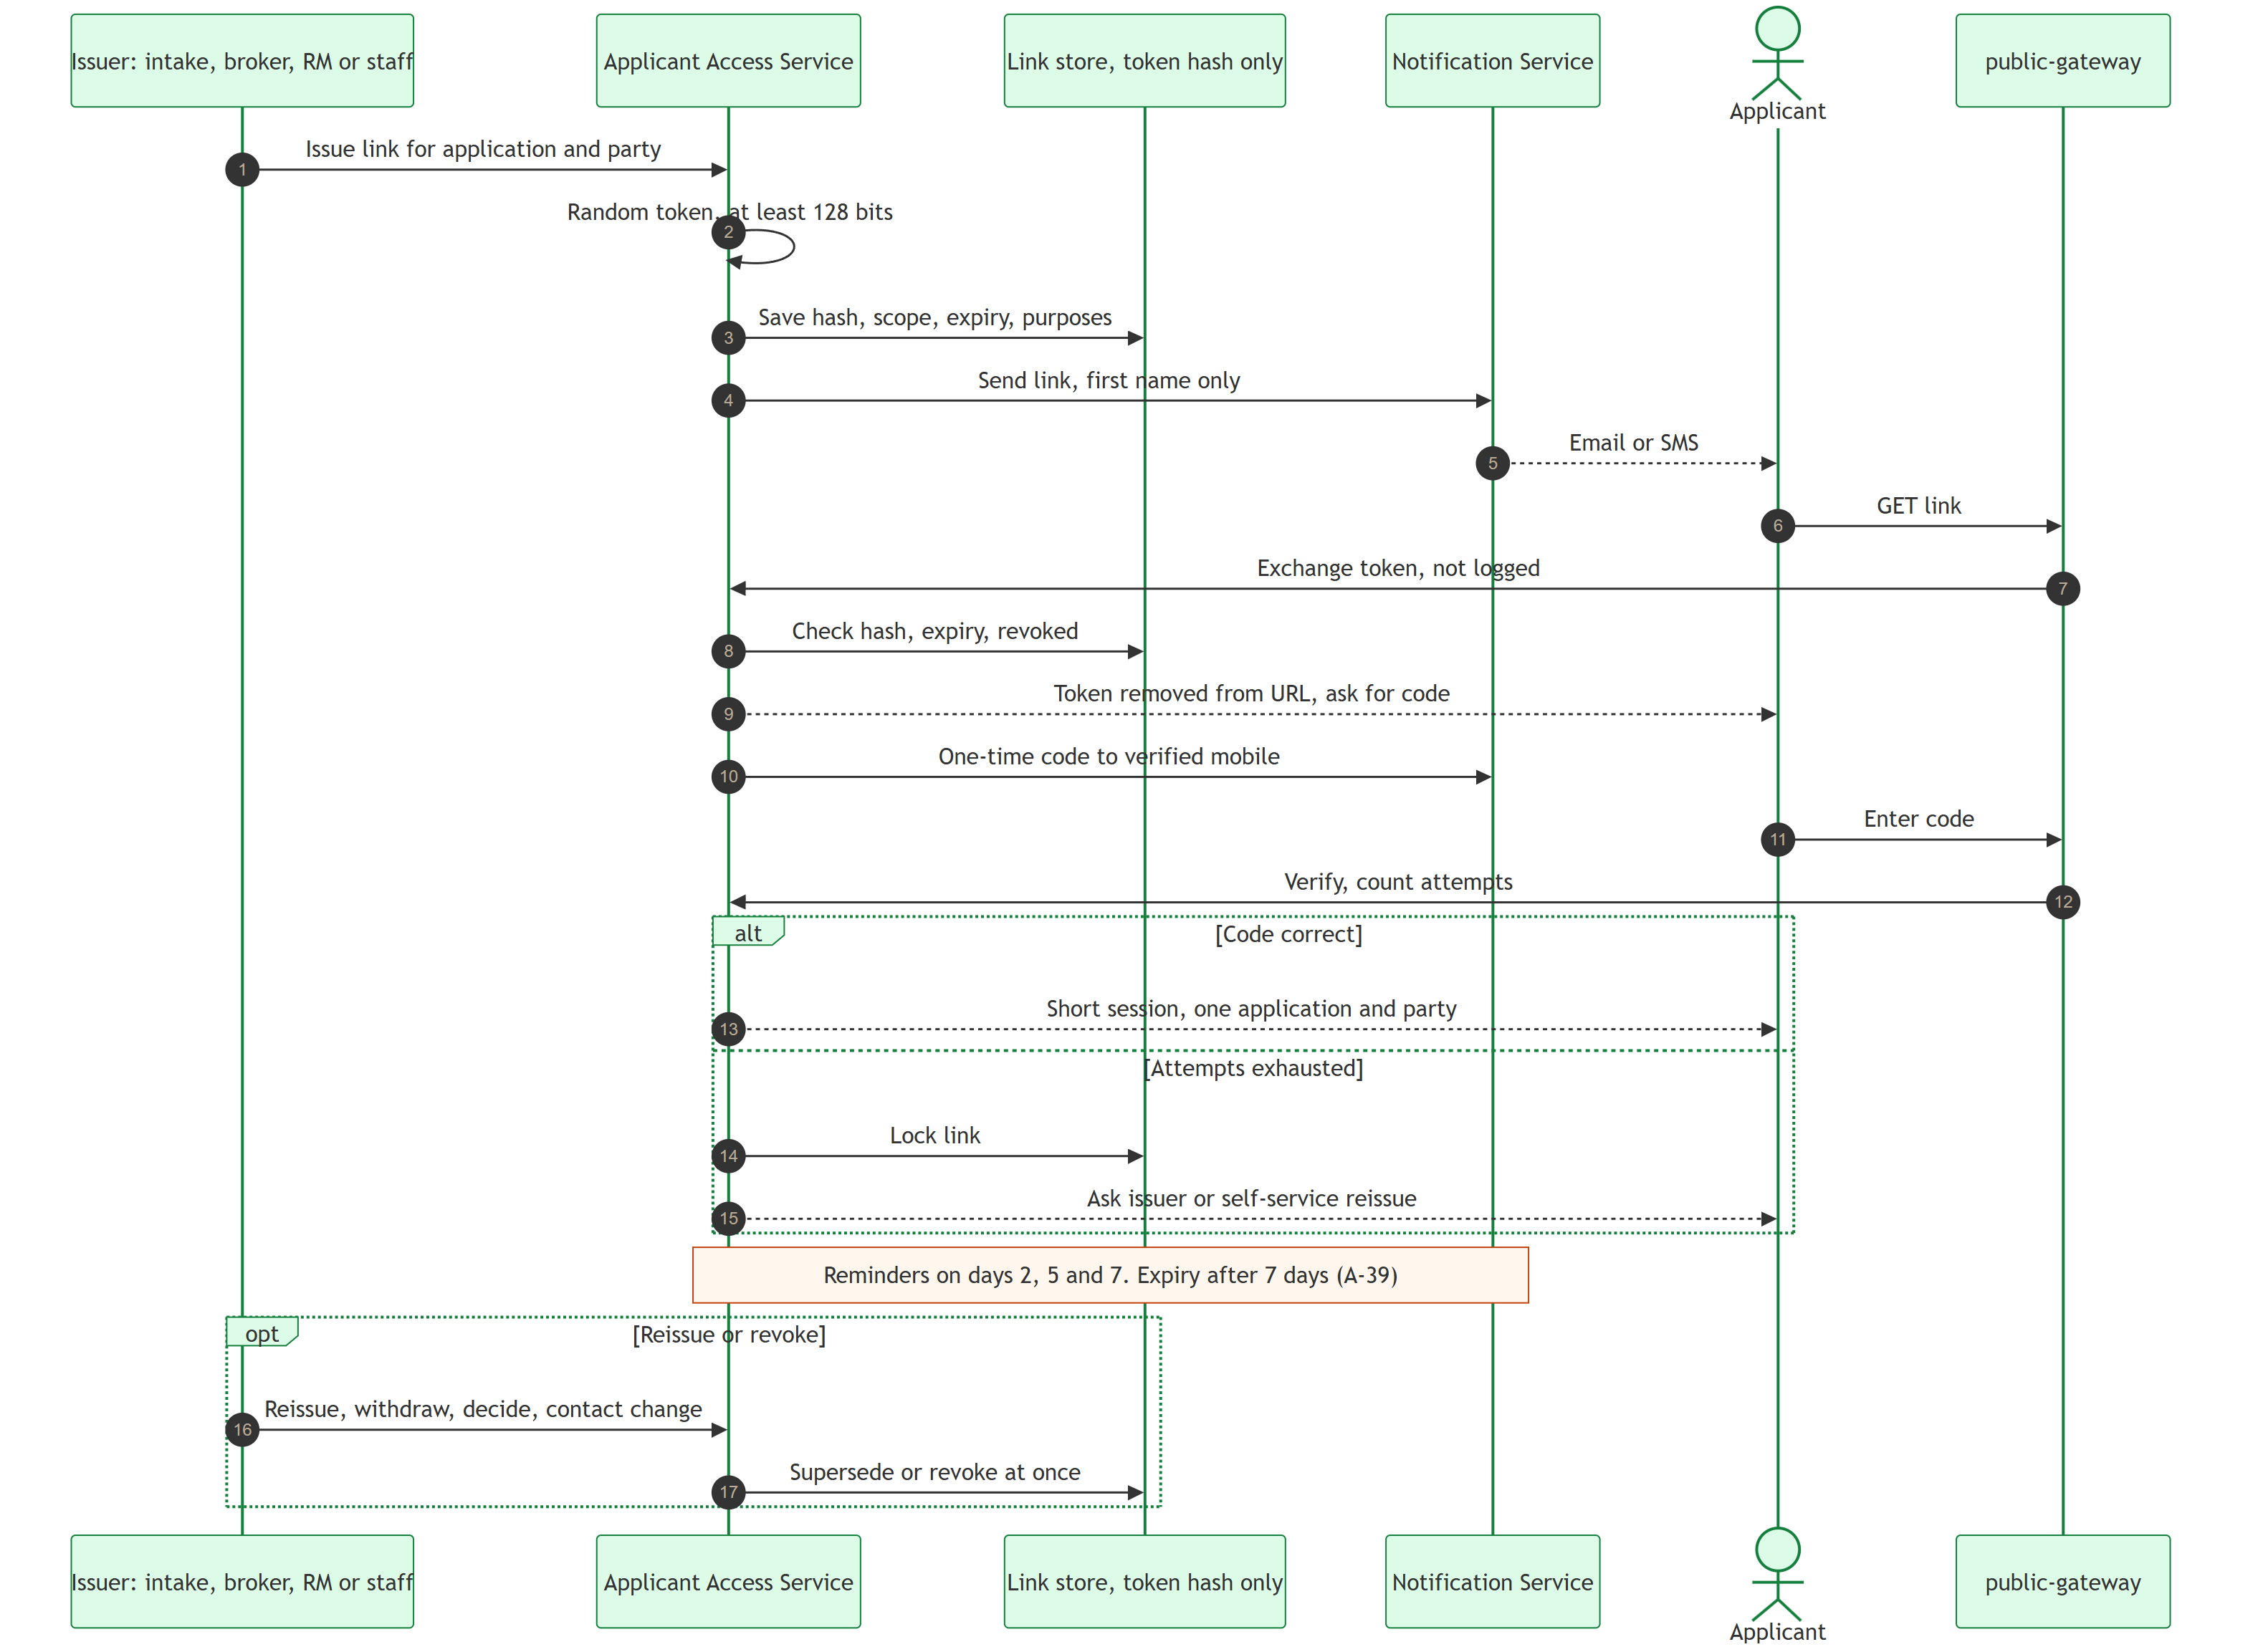 Issuer: intake, broker, RM or staff
Applicant Access Service
Link store, token hash only
Notification Service
Applicant
public-gateway
1
Issue link for application and party
2
Random token, at least 128 bits
3
Save hash, scope, expiry, purposes
4
Send link, first name only
5
Email or SMS
6
GET link
7
Exchange token, not logged
8
Check hash, expiry, revoked
9
Token removed from URL, ask for code
10
One-time code to verified mobile
11
Enter code
12
Verify, count attempts
alt
[Code correct]
13
Short session, one application and party
[Attempts exhausted]
14
Lock link
15
Ask issuer or self-service reissue
Reminders on days 2, 5 and 7. Expiry after 7 days (A-39)
opt
[Reissue or revoke]
16
Reissue, withdraw, decide, contact change
17
Supersede or revoke at once
Issuer: intake, broker, RM or staff
Applicant Access Service
Link store, token hash only
Notification Service
Applicant
public-gateway